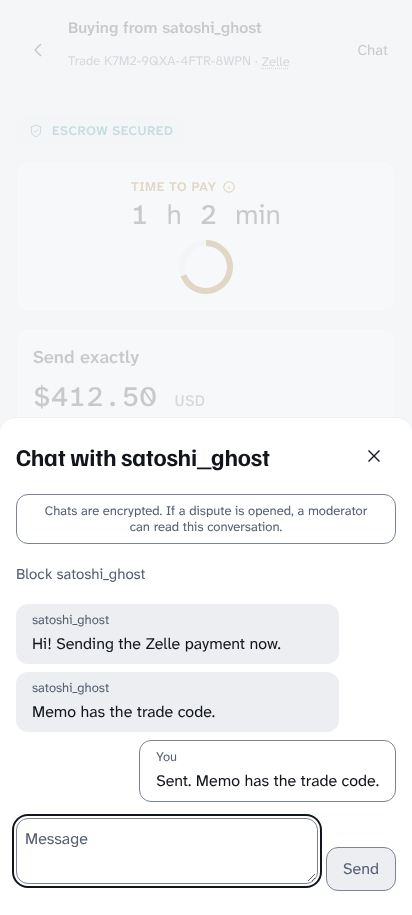 Buying from satoshi_ghost
Trade K7M2-9QXA-4FTR-8WPN · Zelle
Chat
ESCROW SECURED
TIME TO PAY
1 h 2 min
Send exactly
$412.50 USD
Chat with satoshi_ghost
Chats are encrypted. If a dispute is opened, a moderator
can read this conversation.
Block satoshi_ghost
satoshi_ghost
Hi! Sending the Zelle payment now.
satoshi_ghost
Memo has the trade code.
You
Sent. Memo has the trade code.
Message
Send